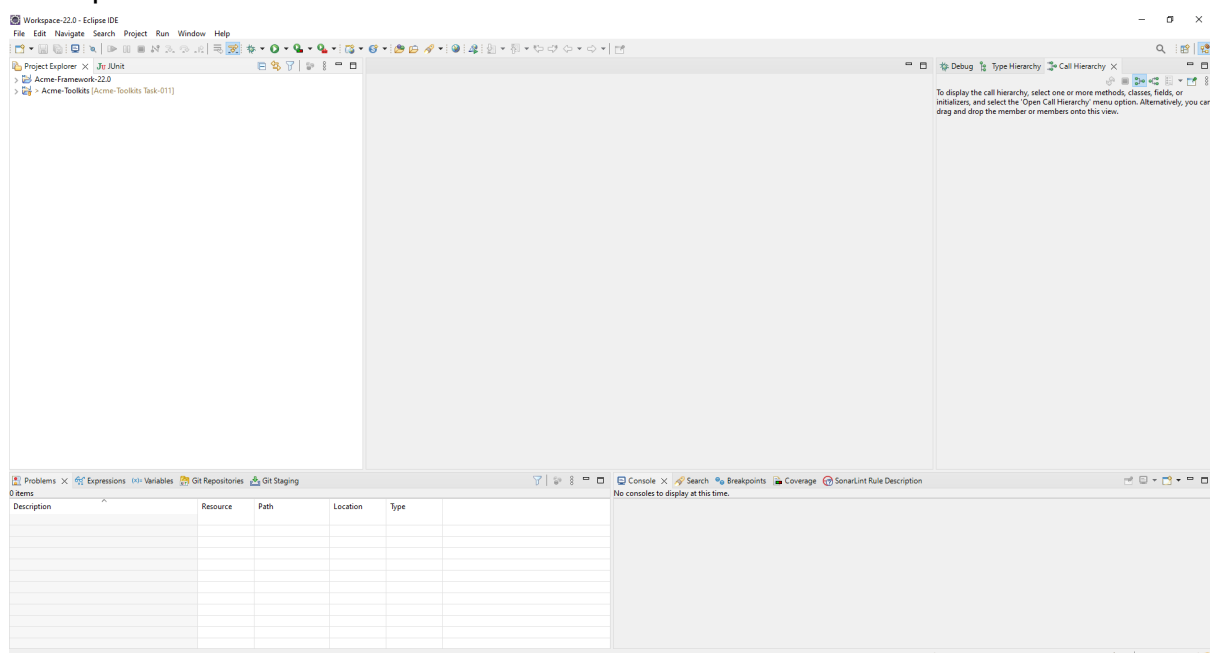 Workspace-22.0 - Eclipse IDE
File Edit Navigate Search Project Run Window Help
Project Explorer JUnit
Acme-Framework-22.0
> Acme-Toolkits [Acme-Toolkits Task-011]
Debug Type Hierarchy Call Hierarchy
To display the call hierarchy, select one or more methods, classes, fields, or
initializers, and select the 'Open Call Hierarchy' menu option. Alternatively, you can
drag and drop the member or members onto this view.
Problems Expressions Variables Git Repositories Git Staging
0 items
Description Resource Path Location Type
Console Search Breakpoints Coverage SonarLint Rule Description
No consoles to display at this time.